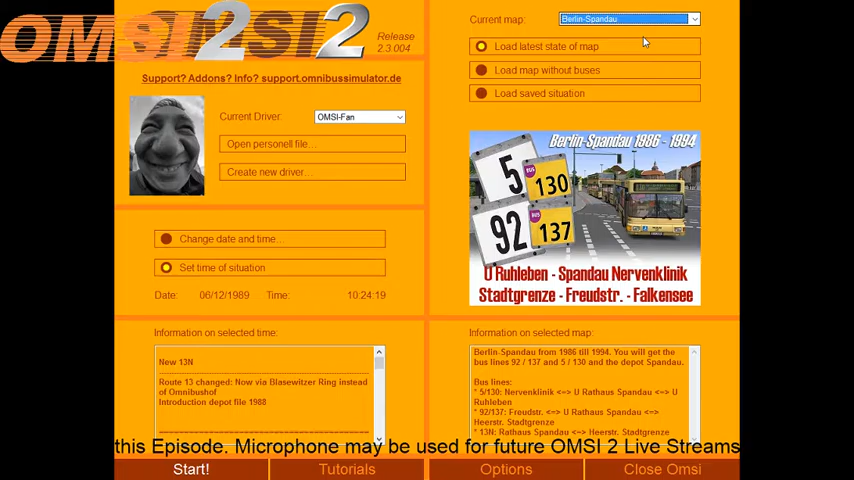 OMSI 2
OMSI 2
Release
2.3.004
Support? Addons? Info? support.omnibussimulator.de
Current Driver:
OMSI-Fan
Open personell file...
Create new driver...
Change date and time...
Set time of situation
Date: 06/12/1989 Time: 10:24:19
Information on selected time:
New 13N
Route 13 changed: Now via Blasewitzer Ring instead
of Omnibushof
Introduction depot file 1988
Current map:
Berlin-Spandau
Load latest state of map
Load map without buses
Load saved situation
Berlin-Spandau 1986 - 1994
5
BUS
130
92
BUS
137
U Ruhleben - Spandau Nervenklinik
Stadtgrenze - Freudstr. - Falkensee
Information on selected map:
Berlin-Spandau from 1986 till 1994. You will get the
bus lines 92 / 137 and 5 / 130 and the depot Spandau.
Bus lines:
* 5/130: Nervenklinik <=> U Rathaus Spandau <=> U
Ruhleben
* 92/137: Freudstr. <=> U Rathaus Spandau <=>
Heerstr. Stadtgrenze
* 13N: Rathaus Spandau <=> Heerstr. Stadtgrenze
this Episode. Microphone may be used for future OMSI 2 Live Streams
Start!
Tutorials
Options
Close Omsi